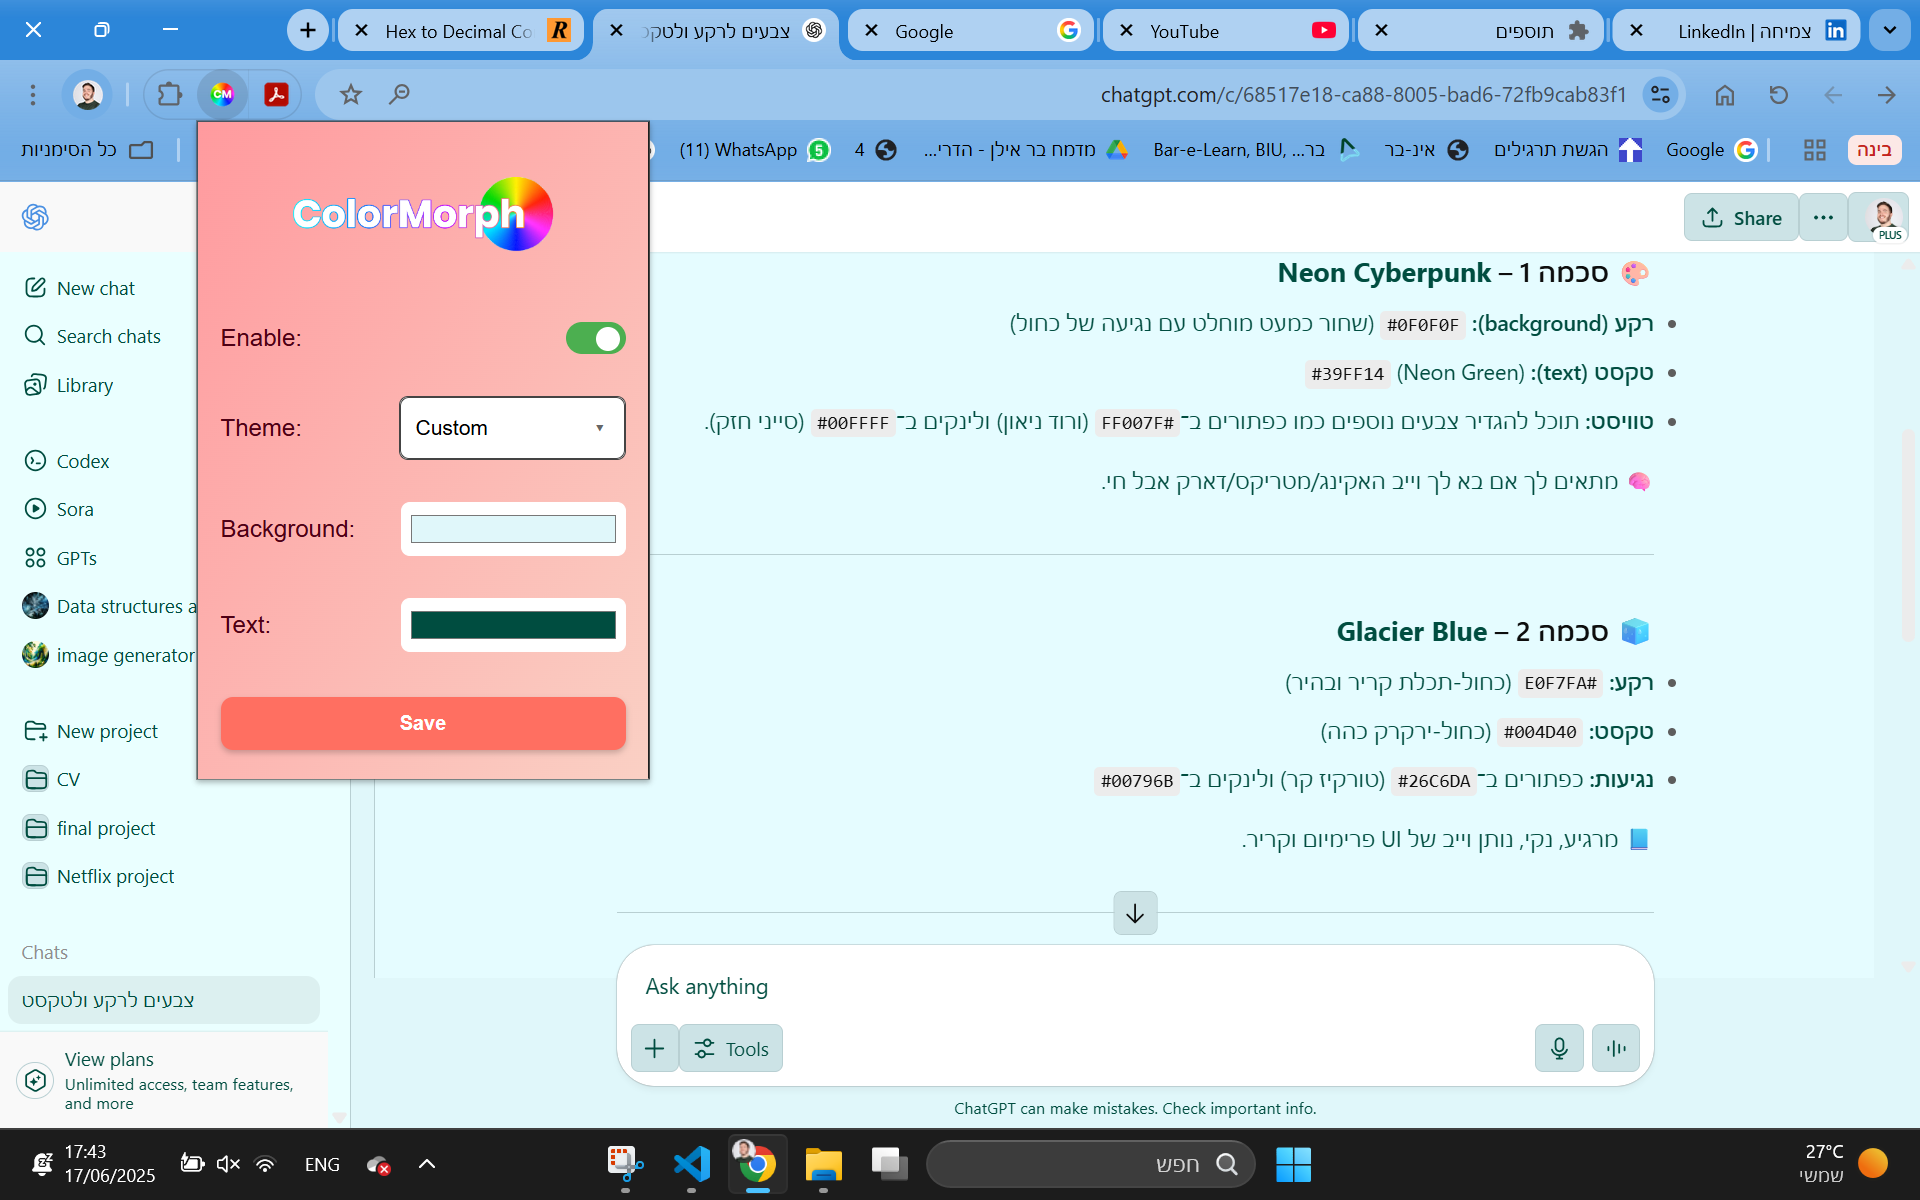 Hex to Decimal Co
צבעים לרקע ולטקס
Google
YouTube
תוספים
צמיחה | LinkedIn
chatgpt.com/c/68517e18-ca88-8005-bad6-72fb9cab83f1
כל הסימניות
(11) WhatsApp
4
מדמח בר אילן - הדרי...
Bar-e-Learn, BIU, ...בר
אינ-בר
הגשת תרגילים
Google
בינה
ColorMorph
Enable:
Theme:
Custom
Background:
Text:
Save
Share
PLUS
New chat
Search chats
Library
Codex
Sora
GPTs
Data structures a
image generator
New project
CV
final project
Netflix project
Chats
צבעים לרקע ולטקסט
View plans
Unlimited access, team features,
and more
🎨 סכמה 1 – Neon Cyberpunk
רקע (background): #0F0F0F (שחור כמעט מוחלט עם נגיעה של כחול)
טקסט (text): #39FF14 (Neon Green)
טוויסט: תוכל להגדיר צבעים נוספים כמו כפתורים ב־#FF007F (ורוד ניאון) ולינקים ב־#00FFFF (סייני חזק).
🧠 מתאים לך אם בא לך וייב האקינג/מטריקס/דארק אבל חי.
🧊 סכמה 2 – Glacier Blue
רקע: #E0F7FA (כחול-תכלת קריר ובהיר)
טקסט: #004D40 (כחול-ירקרק כהה)
נגיעות: כפתורים ב־#26C6DA (טורקיז קר) ולינקים ב־#00796B
📘 מרגיע, נקי, נותן וייב של UI פרימיום וקריר.
Ask anything
Tools
ChatGPT can make mistakes. Check important info.
17:43
17/06/2025
ENG
חפש
27°C
שמשי